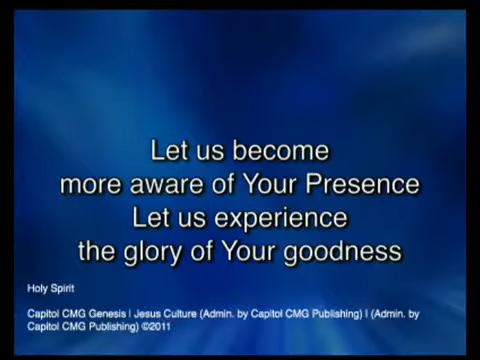 Let us become
more aware of Your Presence
Let us experience
the glory of Your goodness
Holy Spirit
Capitol CMG Genesis | Jesus Culture (Admin. by Capitol CMG Publishing) | (Admin. by
Capitol CMG Publishing) ©2011